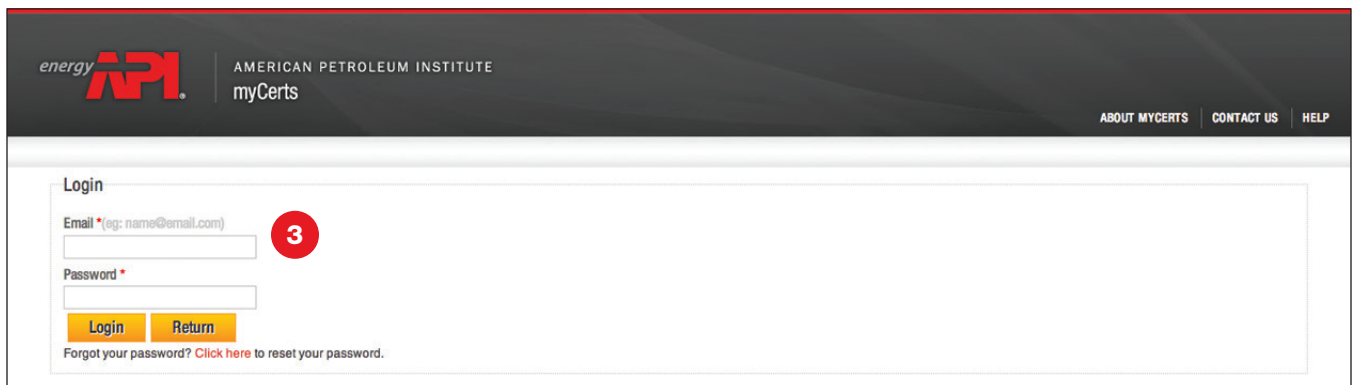 energy API®
AMERICAN PETROLEUM INSTITUTE
myCerts
ABOUT MYCERTS CONTACT US HELP
Login
Email *(eg: name@email.com)
3
Password *
Login Return
Forgot your password? Click here to reset your password.